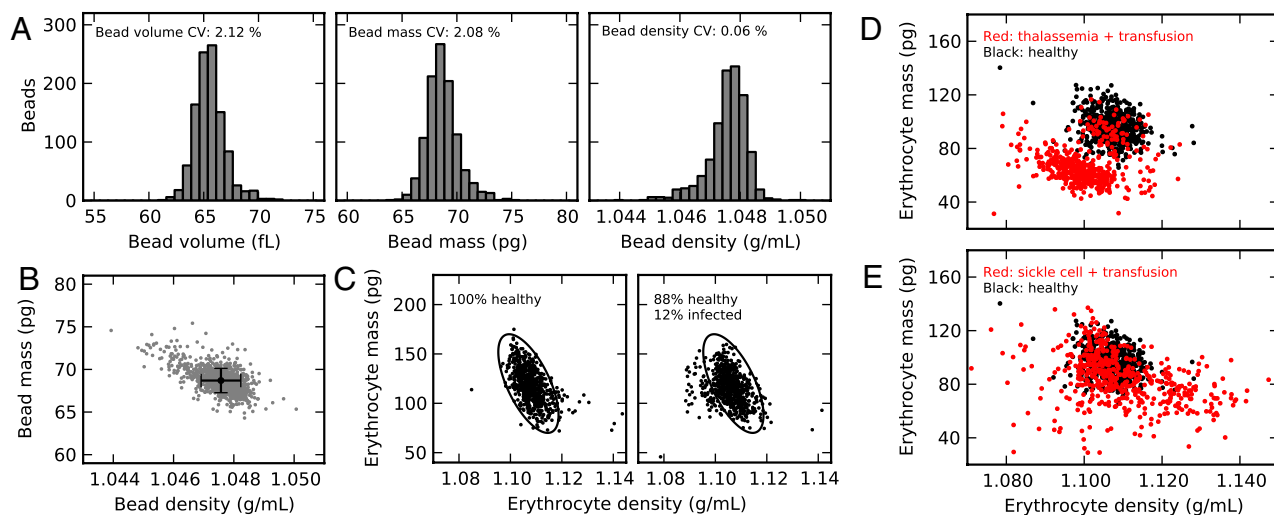 A
Bead volume CV: 2.12 %
Bead mass CV: 2.08 %
Bead density CV: 0.06 %
300
200
100
0
Beads
55 60 65 70 75
60 65 70 75 80
1.044 1.046 1.048 1.050
Bead volume (fL)
Bead mass (pg)
Bead density (g/mL)
B
80
75
70
65
60
Bead mass (pg)
1.044 1.046 1.048 1.050
Bead density (g/mL)
C
100% healthy
88% healthy
12% infected
200
150
100
50
Erythrocyte mass (pg)
1.08 1.10 1.12 1.14
1.08 1.10 1.12 1.14
Erythrocyte density (g/mL)
D
Red: thalassemia + transfusion
Black: healthy
160
120
80
40
Erythrocyte mass (pg)
E
Red: sickle cell + transfusion
Black: healthy
160
120
80
40
Erythrocyte mass (pg)
1.080 1.100 1.120 1.140
Erythrocyte density (g/mL)